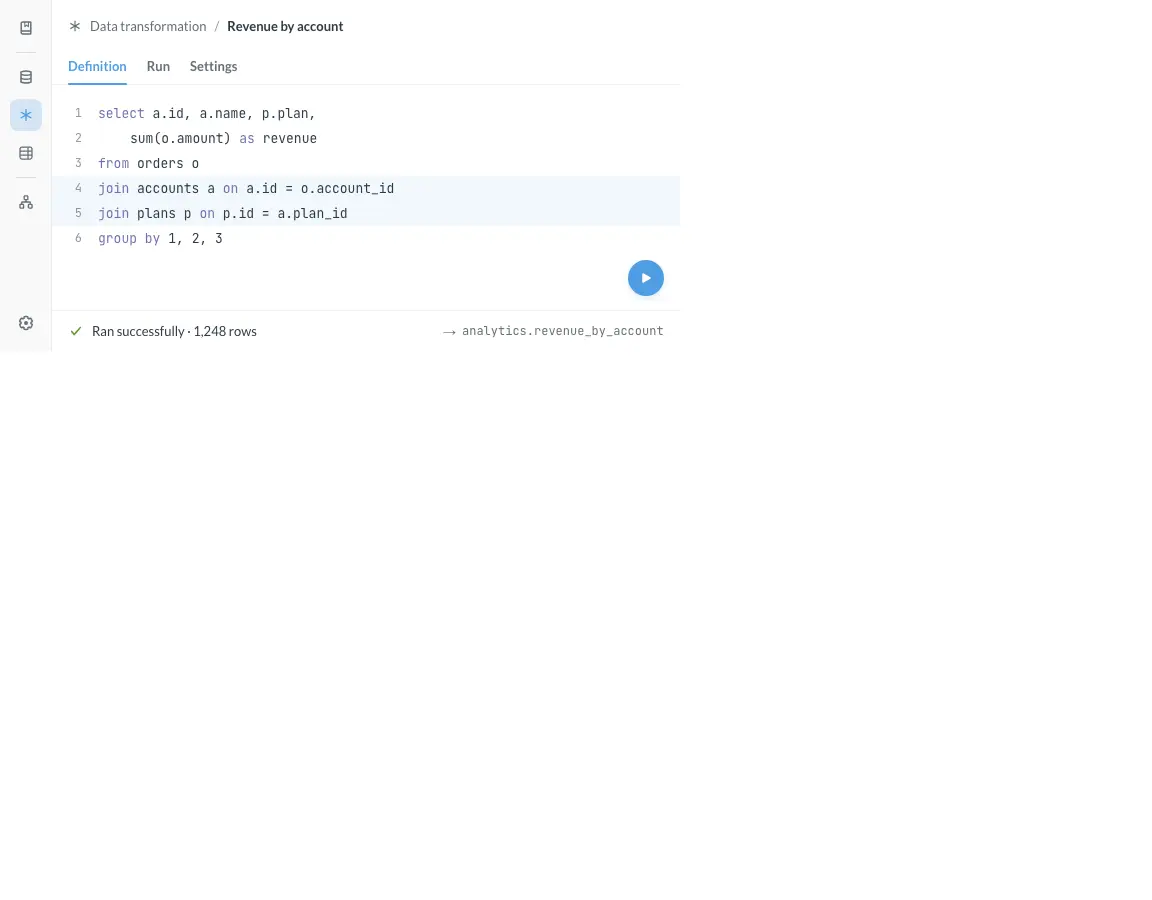 Data transformation / Revenue by account
Definition Run Settings
1 select a.id, a.name, p.plan,
2 sum(o.amount) as revenue
3 from orders o
4 join accounts a on a.id = o.account_id
5 join plans p on p.id = a.plan_id
6 group by 1, 2, 3
Ran successfully · 1,248 rows → analytics.revenue_by_account